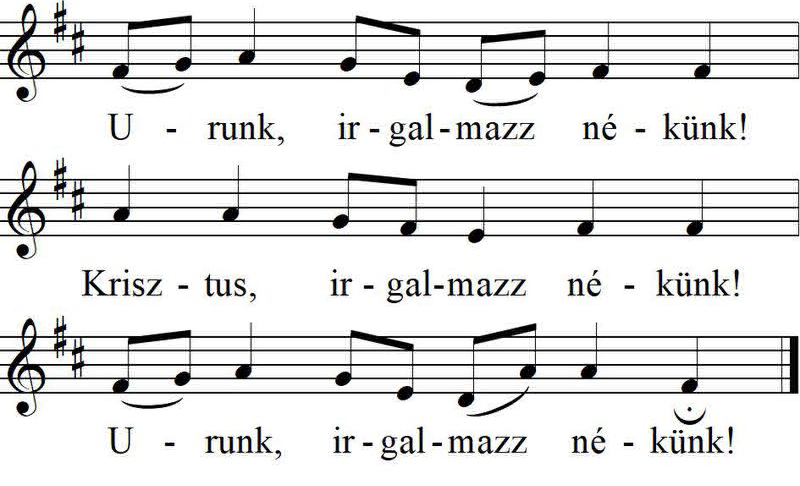 U - runk, ir - gal - mazz né - künk!
Krisz - tus, ir - gal - mazz né - künk!
U - runk, ir - gal - mazz né - künk!